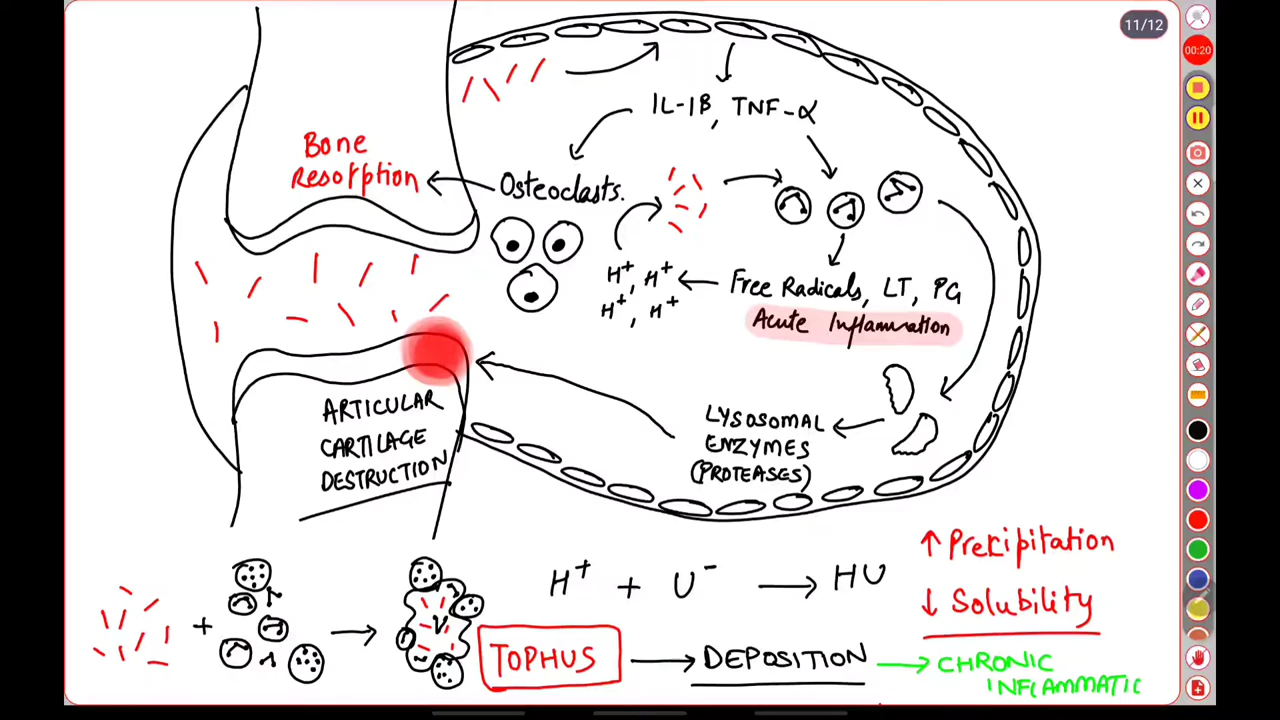 11/12
00:20
IL-1B, TNF-α
Bone
Resorption
Osteoclasts.
H+, H+
H+, H+
Free Radicals, LT, PG
Acute Inflammation
ARTICULAR
CARTILAGE
DESTRUCTION
LYSOSOMAL
ENZYMES
(PROTEASES)
↑ Precipitation
H+ + U- → HU
↓ Solubility
+
TOPHUS → DEPOSITION → CHRONIC
INFLAMMATIC